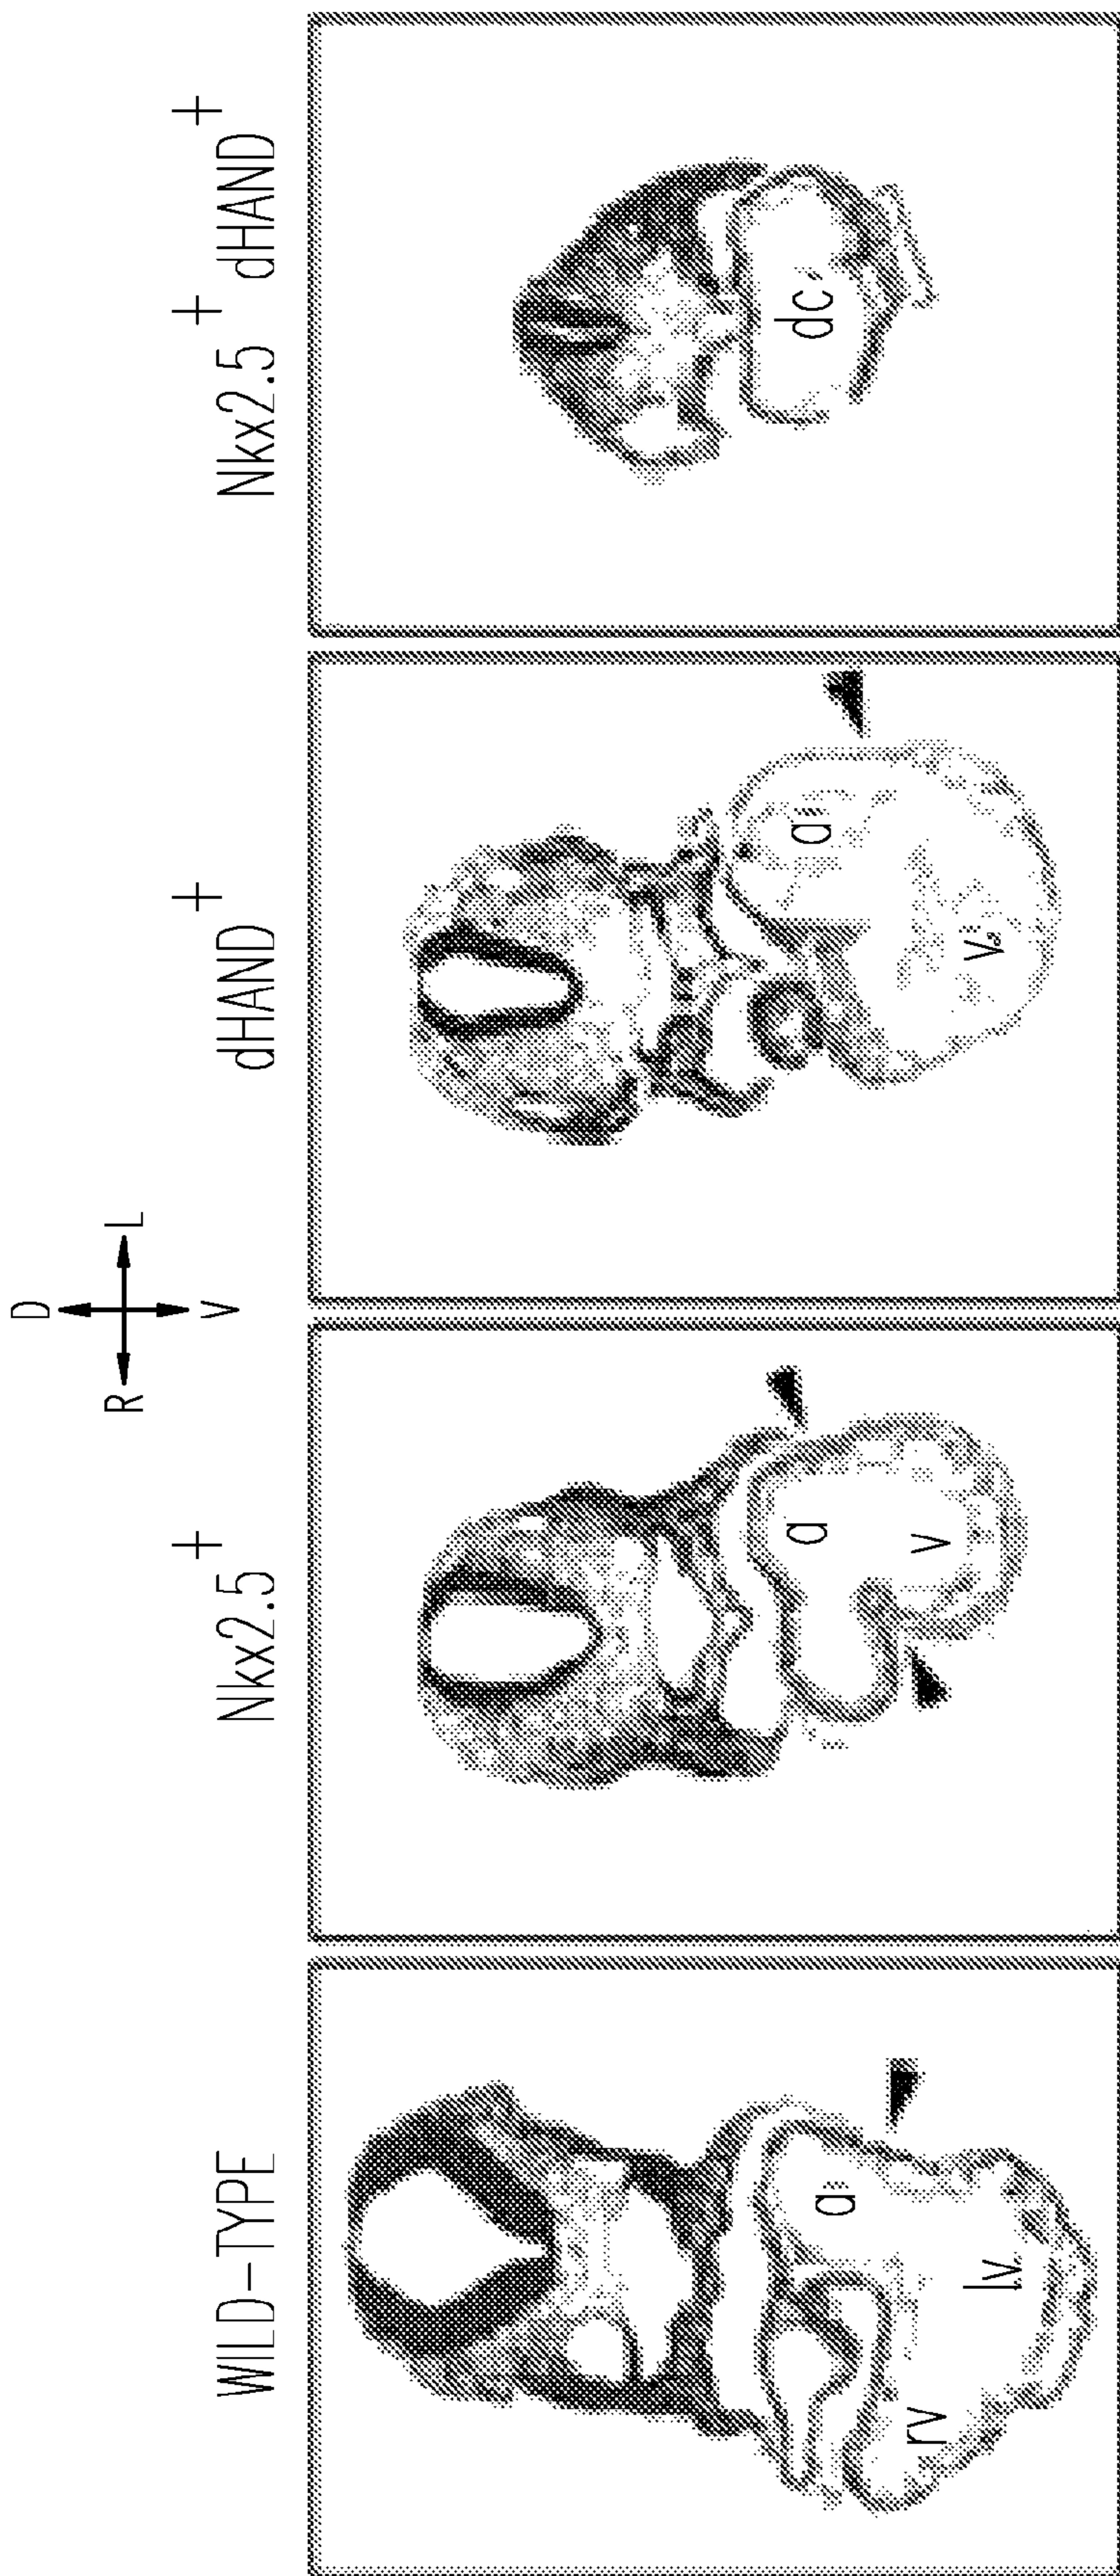 D
R L
V
WILD-TYPE Nkx2.5+ dHAND+ Nkx2.5+ dHAND+
a
rv
lv
a
v
a
v
dc